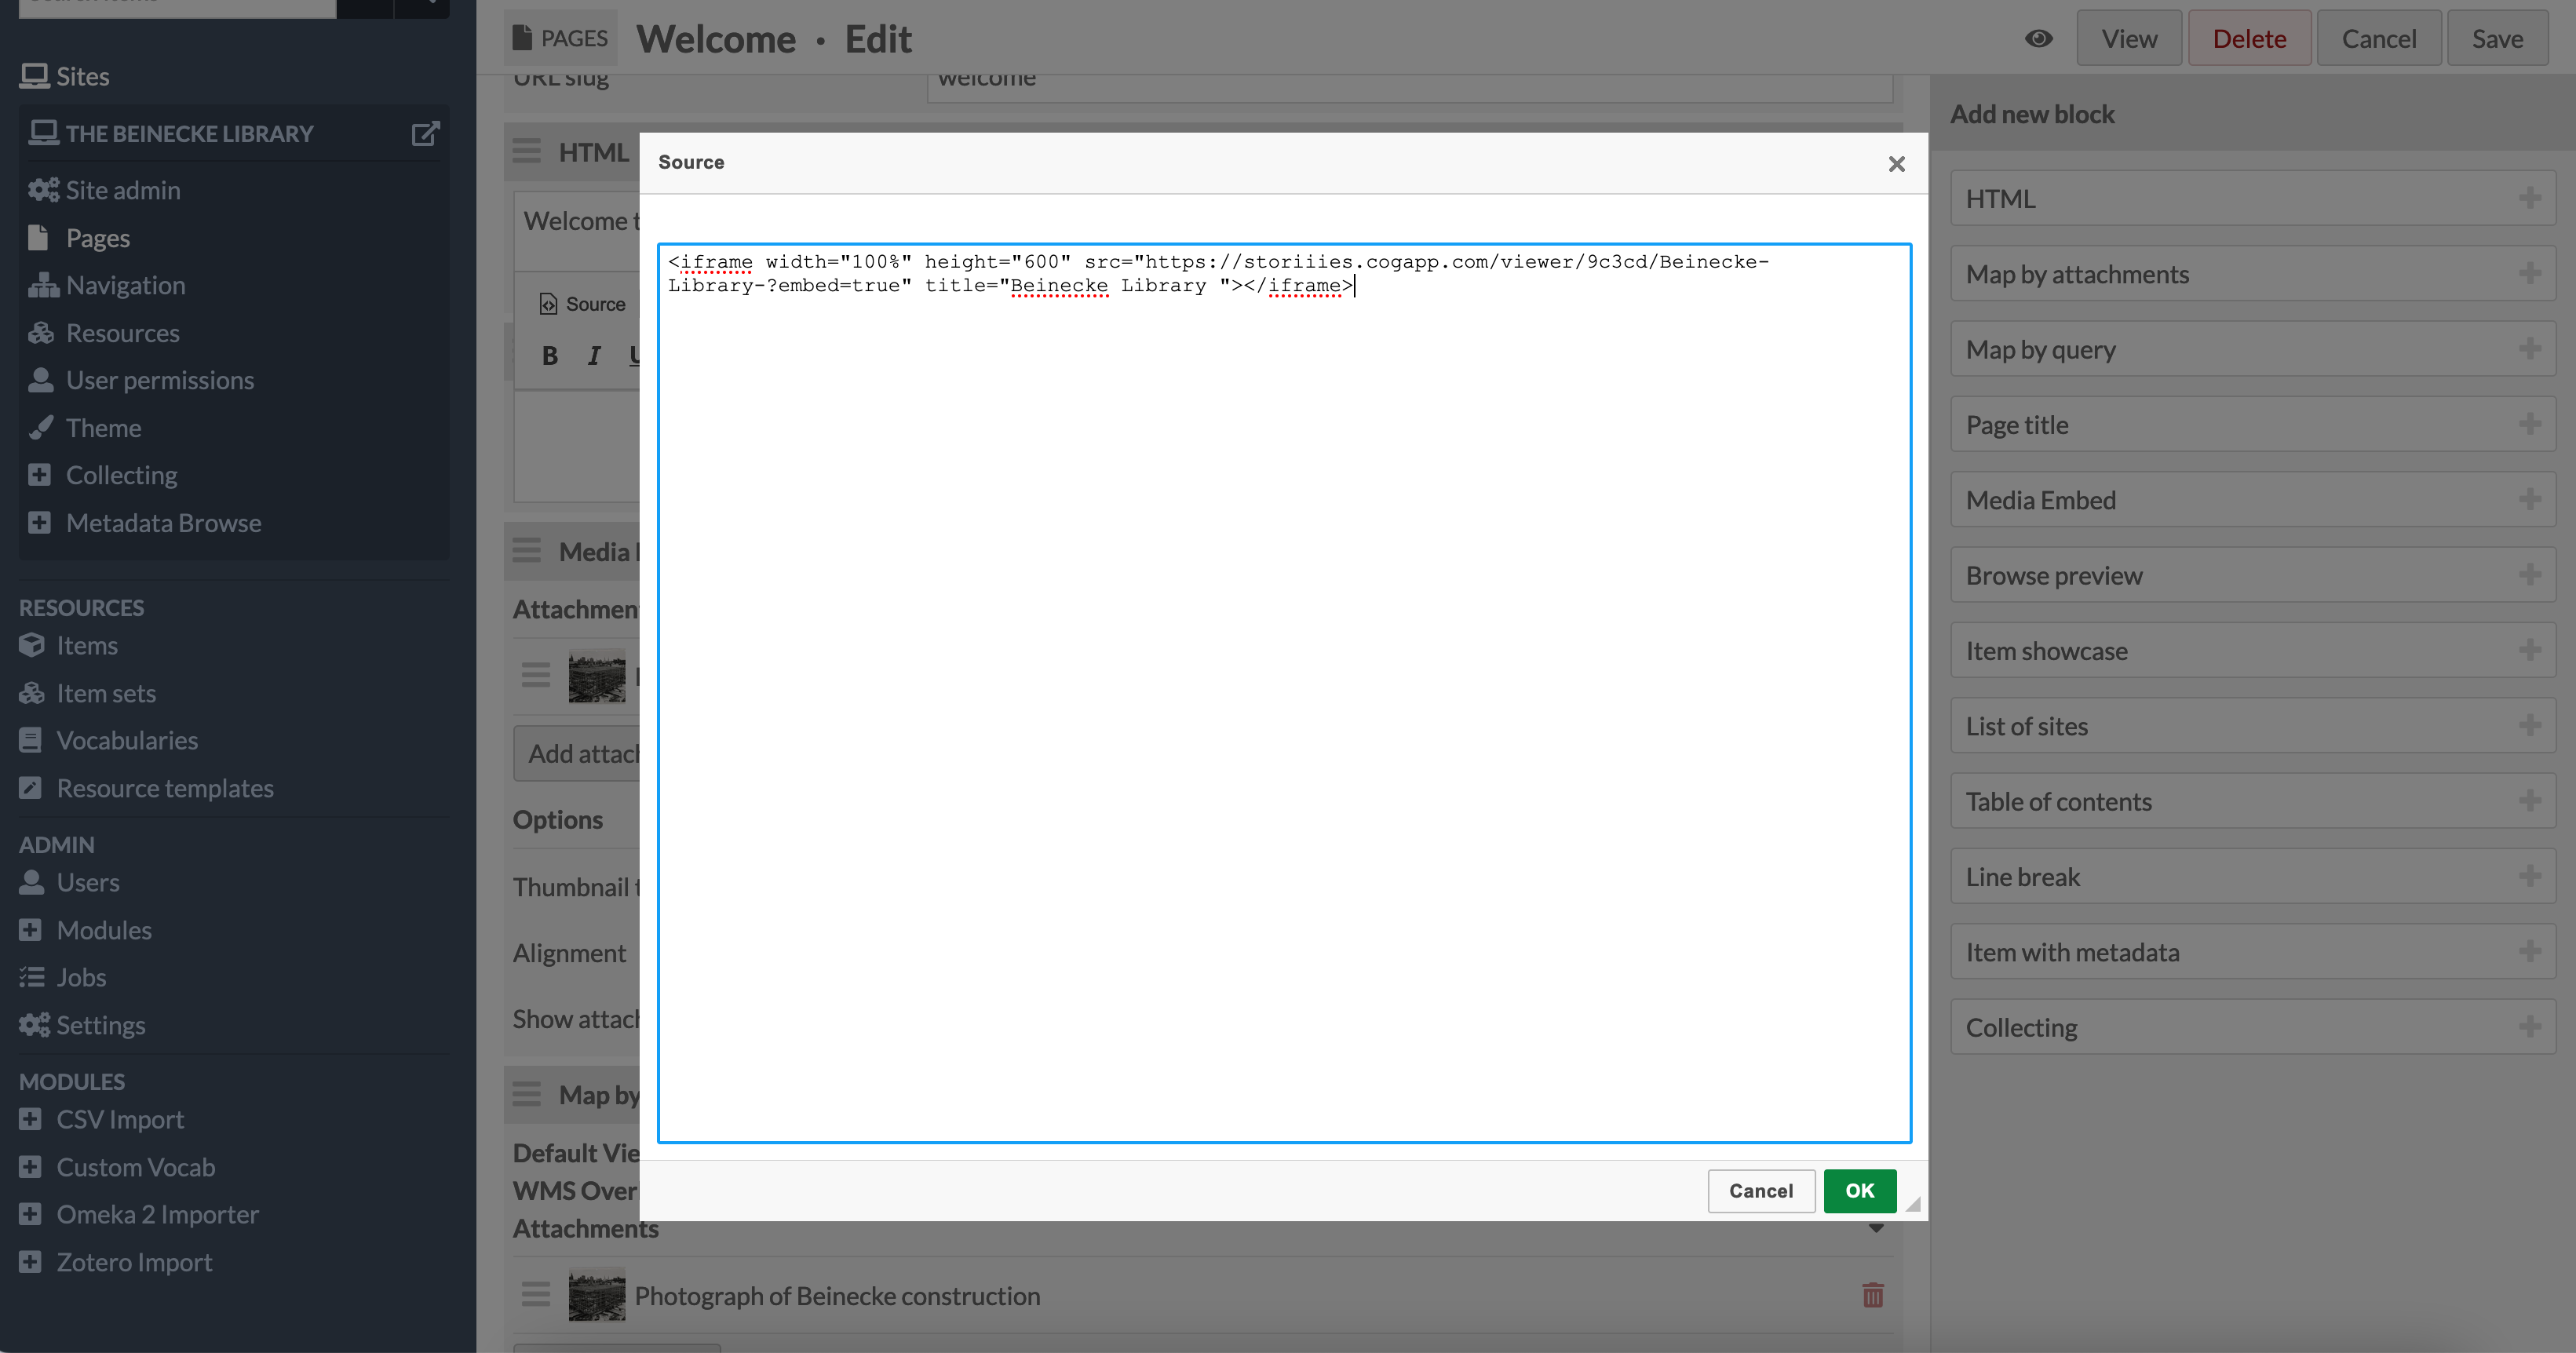 Sites
THE BEINECKE LIBRARY
Site admin
Pages
Navigation
Resources
User permissions
Theme
Collecting
Metadata Browse
RESOURCES
Items
Item sets
Vocabularies
Resource templates
ADMIN
Users
Modules
Jobs
Settings
MODULES
CSV Import
Custom Vocab
Omeka 2 Importer
Zotero Import
PAGES Welcome · Edit
View Delete Cancel Save
URL slug welcome
HTML
Welcome t
Source
B I U
Media
Attachmen
Add attac
Options
Thumbnail
Alignment
Show attac
Map by
Default Vie
WMS Over
Attachments
Photograph of Beinecke construction
Source
<iframe width="100%" height="600" src="https://storiiies.cogapp.com/viewer/9c3cd/Beinecke-
Library-?embed=true" title="Beinecke Library "></iframe>
Cancel OK
Add new block
HTML
Map by attachments
Map by query
Page title
Media Embed
Browse preview
Item showcase
List of sites
Table of contents
Line break
Item with metadata
Collecting